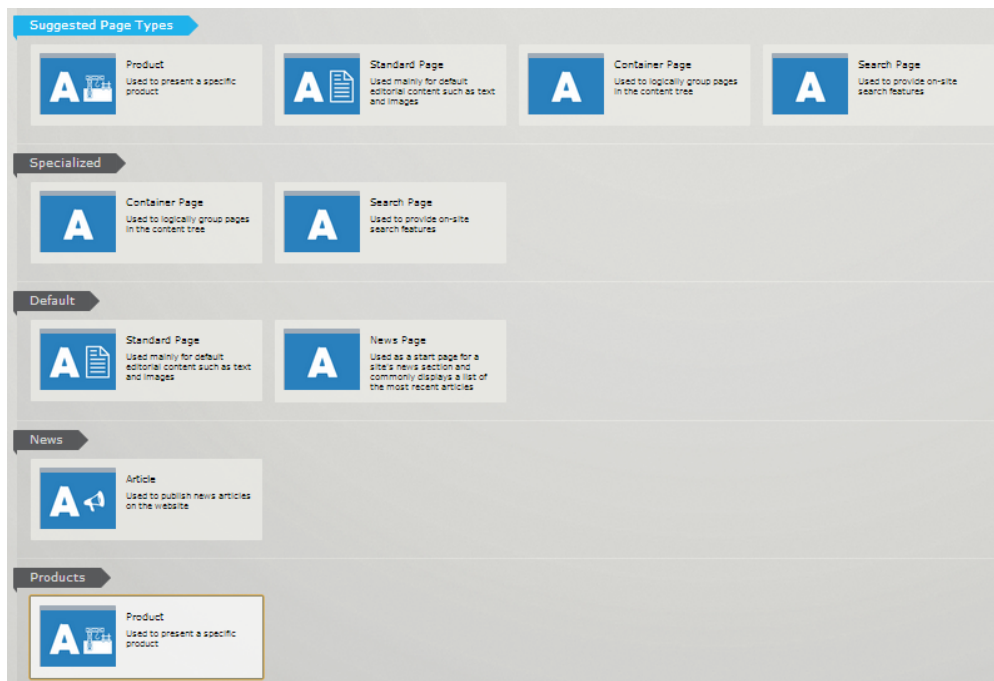 Suggested Page Types
Product
Used to present a specific
product
Standard Page
Used mainly for default
editorial content such as text
and images
Container Page
Used to logically group pages
in the content tree
Search Page
Used to provide on-site
search features
Specialized
Container Page
Used to logically group pages
in the content tree
Search Page
Used to provide on-site
search features
Default
Standard Page
Used mainly for default
editorial content such as text
and images
News Page
Used as a start page for a
site's news section and
commonly displays a list of
the most recent articles
News
Article
Used to publish news articles
on the website
Products
Product
Used to present a specific
product
A
A
A
A
A
A
A
A
A
A